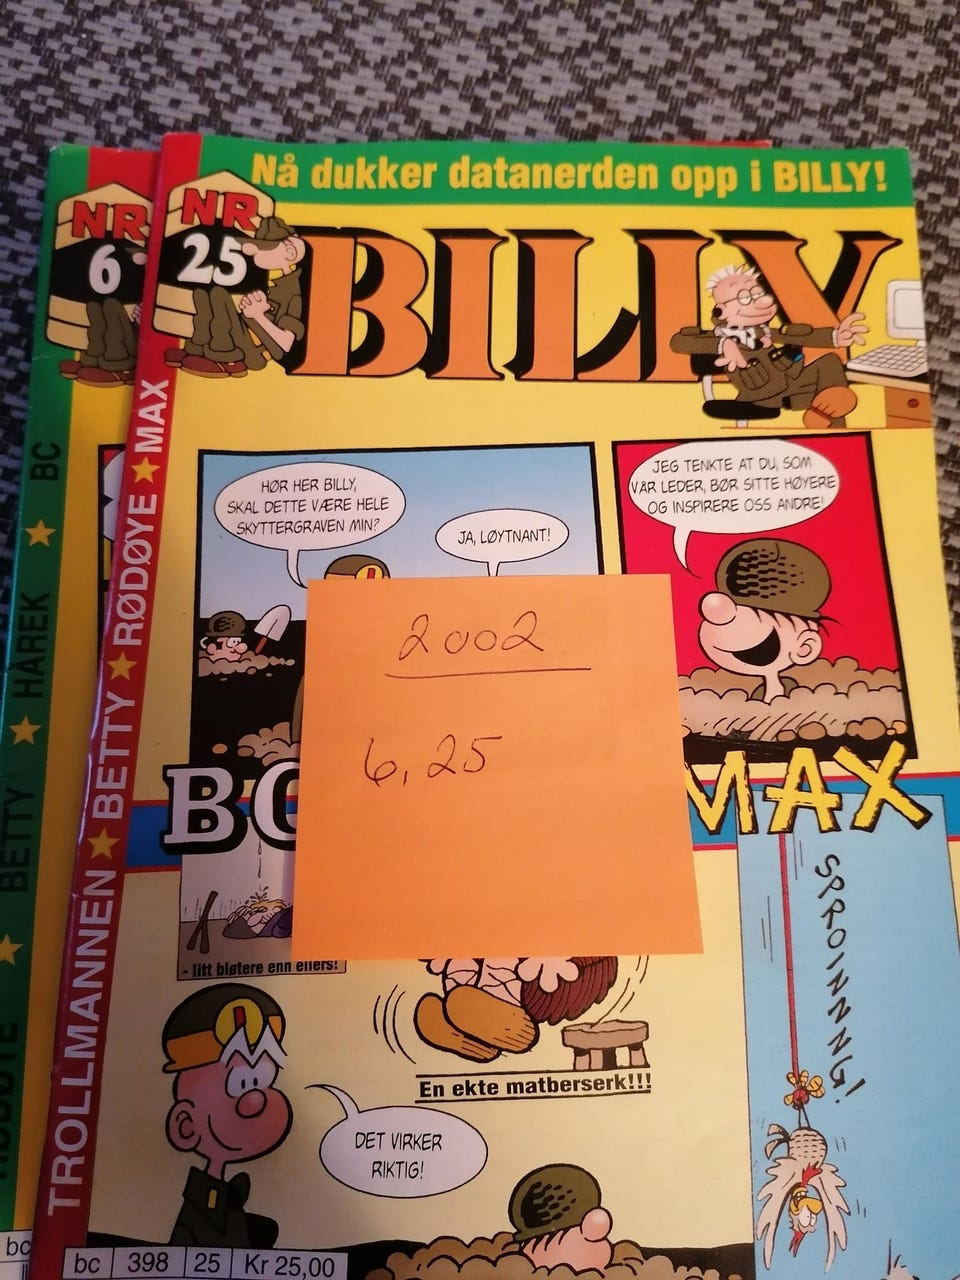 Nå dukker datanerden opp i BILLY!
NR
6
NR
25
BILLY
HØR HER BILLY,
SKAL DETTE VÆRE HELE
SKYTTERGRAVEN MIN?
JA, LØYTNANT!
JEG TENKTE AT DU, SOM
VÅR LEDER, BØR SITTE HØYERE
OG INSPIRERE OSS ANDRE!
2002
6, 25
MAX
SPROINNNG!
- litt bløtere enn ellers!
En ekte matberserk!!!
DET VIRKER
RIKTIG!
TROLLMANNEN ★ BETTY ★ RØDØYE ★ MAX
BETTY ★ HÅREK ★ BC
bc
bc 398 25 Kr 25,00